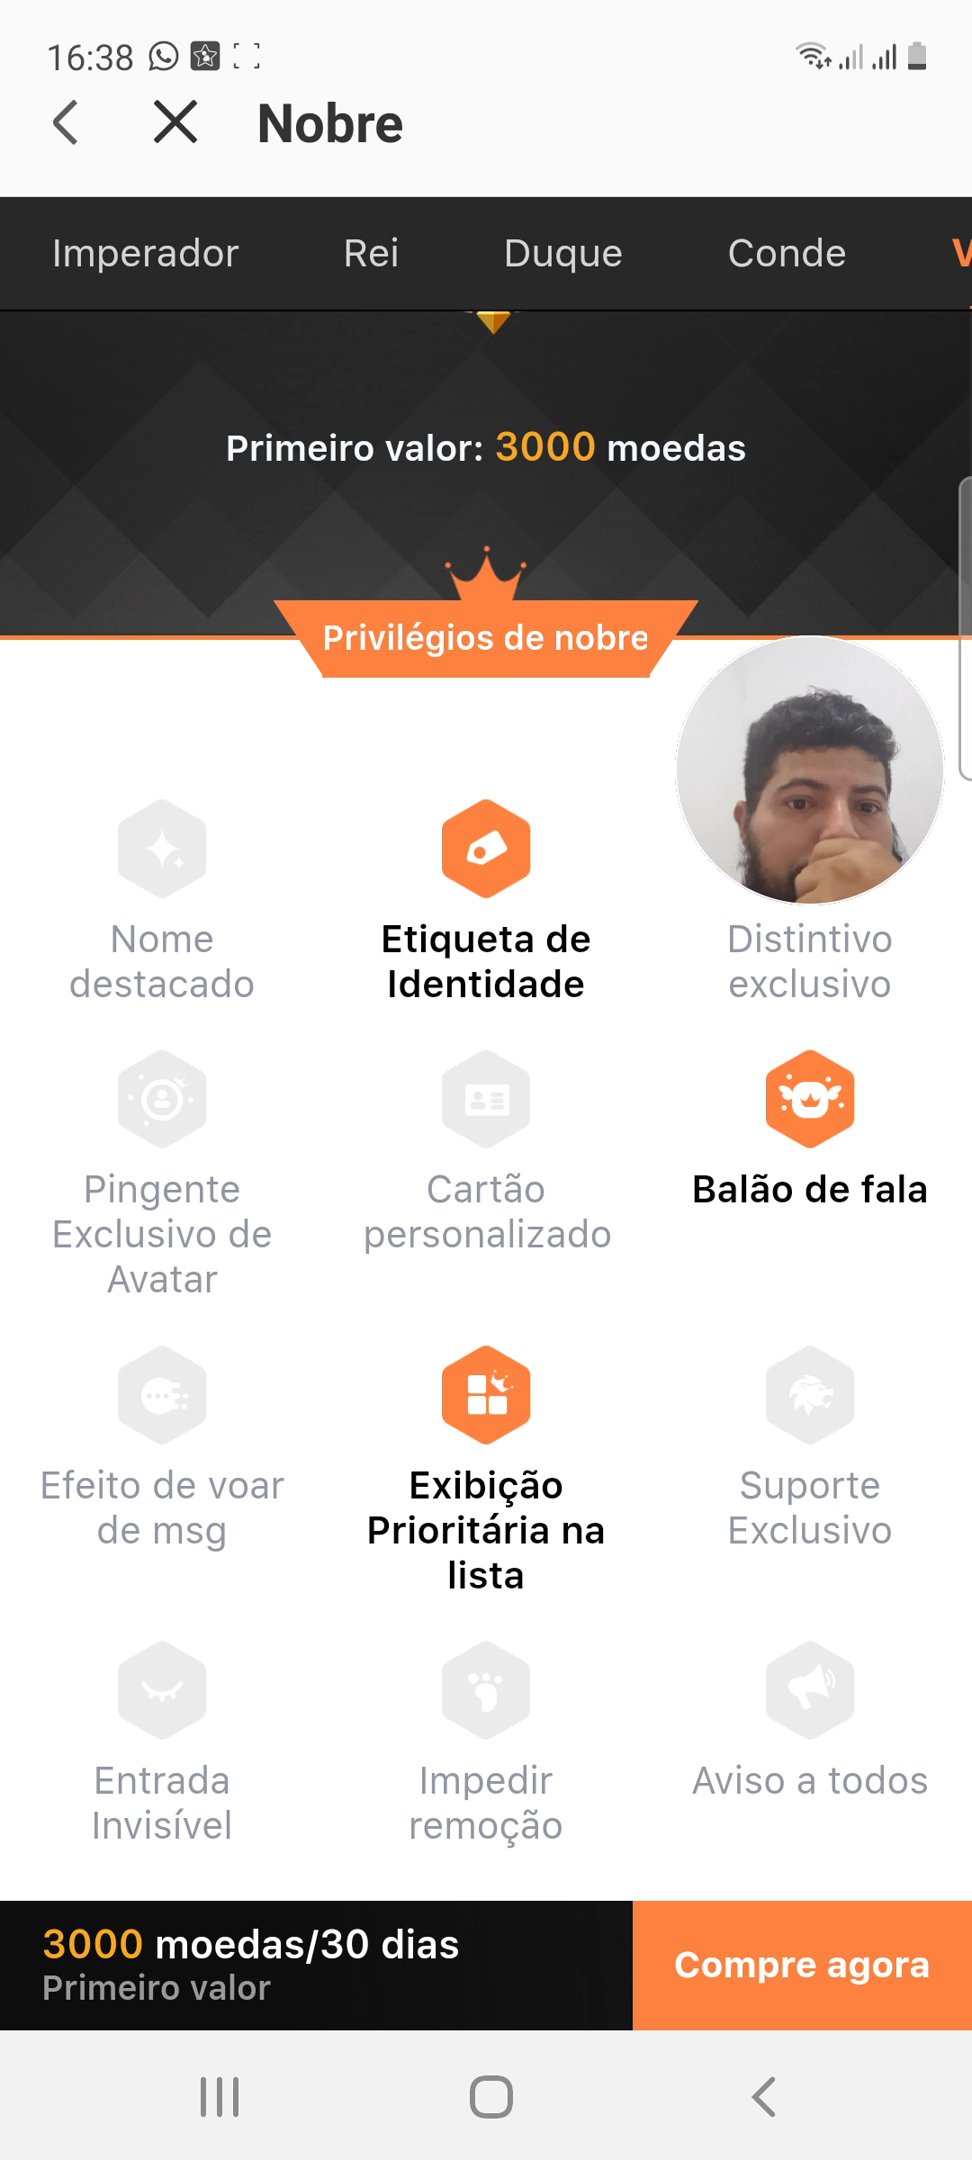 16:38
Nobre
Imperador Rei Duque Conde V
Primeiro valor: 3000 moedas
Privilégios de nobre
Nome destacado
Etiqueta de Identidade
Distintivo exclusivo
Pingente Exclusivo de Avatar
Cartão personalizado
Balão de fala
Efeito de voar de msg
Exibição Prioritária na lista
Suporte Exclusivo
Entrada Invisível
Impedir remoção
Aviso a todos
3000 moedas/30 dias
Primeiro valor
Compre agora